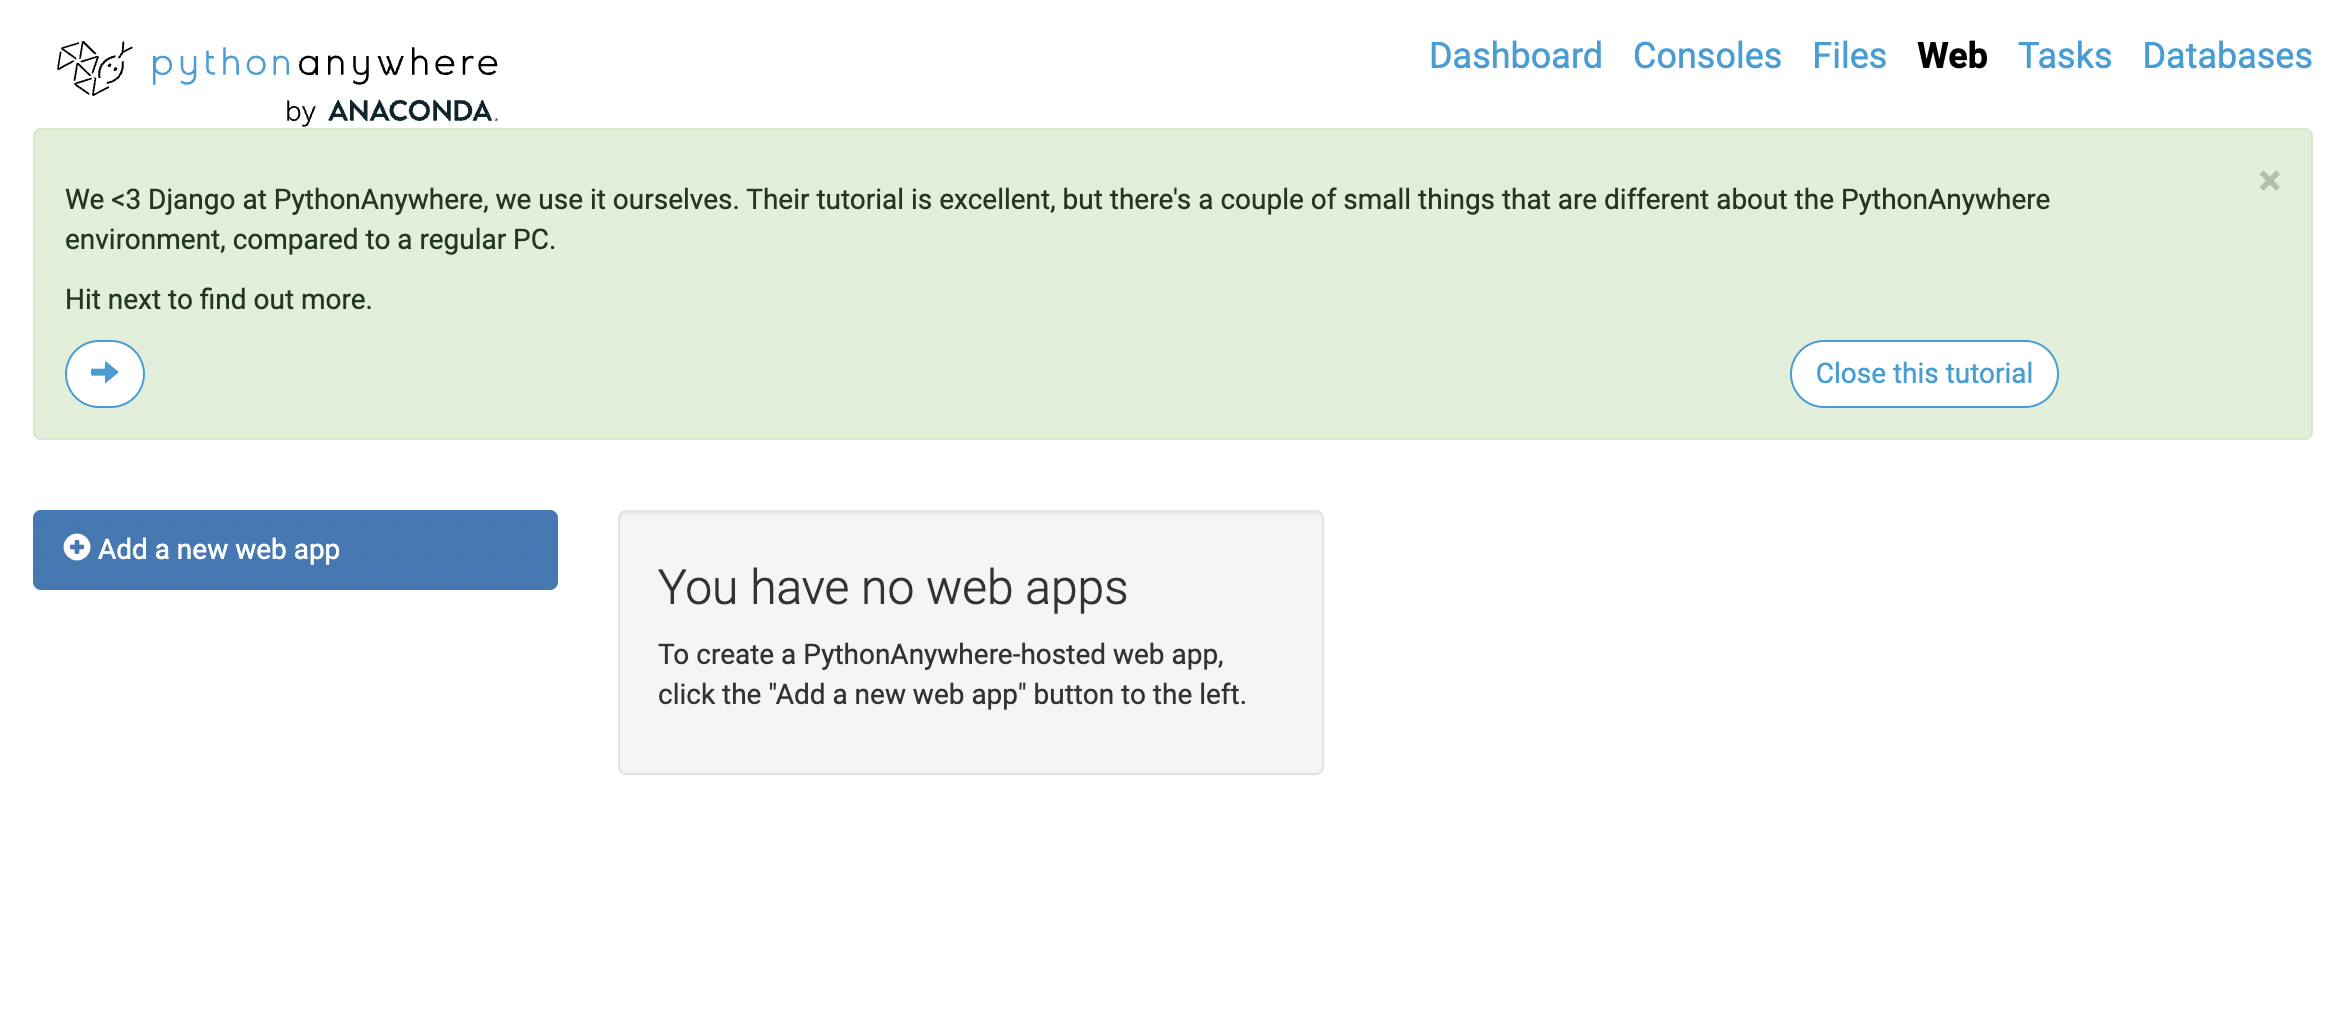 pythonanywhere
by ANACONDA.
Dashboard Consoles Files Web Tasks Databases
We <3 Django at PythonAnywhere, we use it ourselves. Their tutorial is excellent, but there's a couple of small things that are different about the PythonAnywhere
environment, compared to a regular PC.
Hit next to find out more.
Close this tutorial
Add a new web app
You have no web apps
To create a PythonAnywhere-hosted web app,
click the "Add a new web app" button to the left.